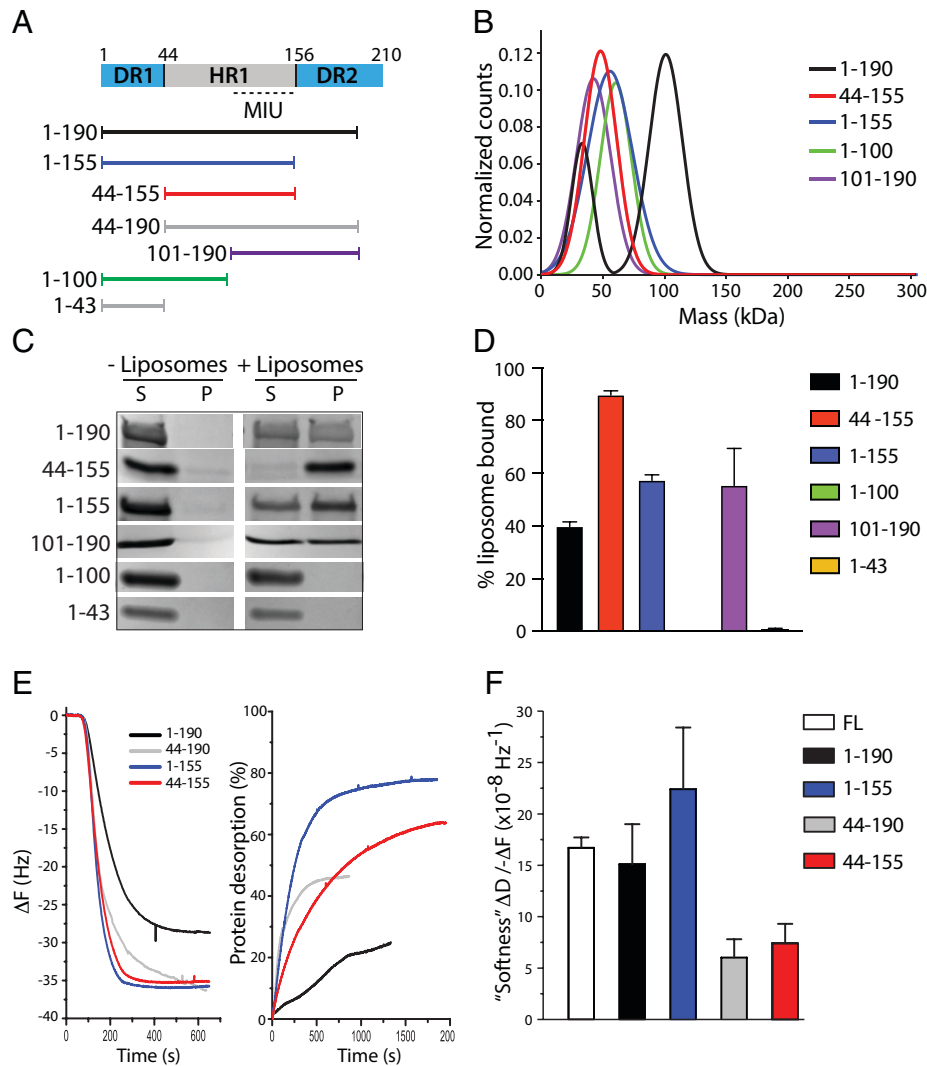 A
1 44 156 210
DR1 HR1 DR2
MIU
1-190
1-155
44-155
44-190
101-190
1-100
1-43
B
Normalized counts
0.12
0.10
0.08
0.06
0.04
0.02
0.00
0 50 100 150 200 250 300
Mass (kDa)
1-190
44-155
1-155
1-100
101-190
C
- Liposomes + Liposomes
S P S P
1-190
44-155
1-155
101-190
1-100
1-43
D
% liposome bound
100
80
60
40
20
0
1-190
44-155
1-155
1-100
101-190
1-43
E
ΔF (Hz)
0
-5
-10
-15
-20
-25
-30
-35
-40
0 200 400 600
Time (s)
1-190
44-190
1-155
44-155
Protein desorption (%)
100
80
60
40
20
0
0 500 1000 1500 200
Time (s)
F
"Softness" ΔD /-ΔF (x10-8 Hz-1)
30
25
20
15
10
5
0
FL
1-190
1-155
44-190
44-155